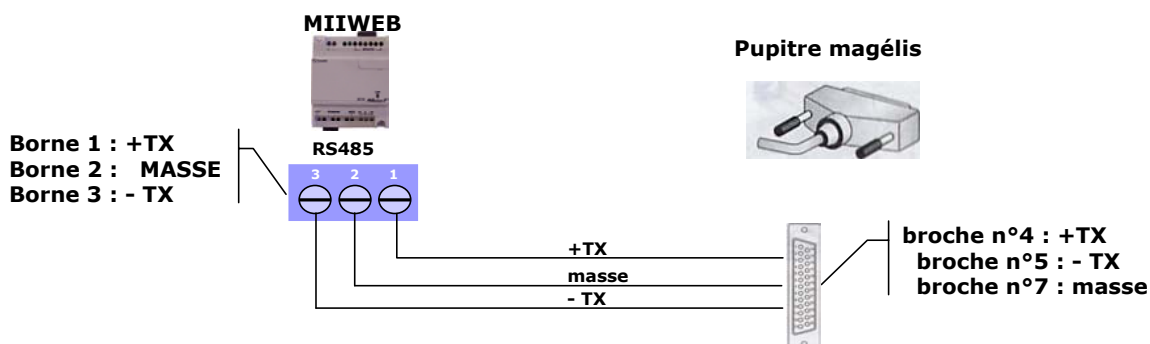 MIIWEB
Pupitre magélis
RS485
Borne 1 : +TX
Borne 2 : MASSE
Borne 3 : - TX
3 2 1
+TX
masse
- TX
broche n°4 : +TX
broche n°5 : - TX
broche n°7 : masse